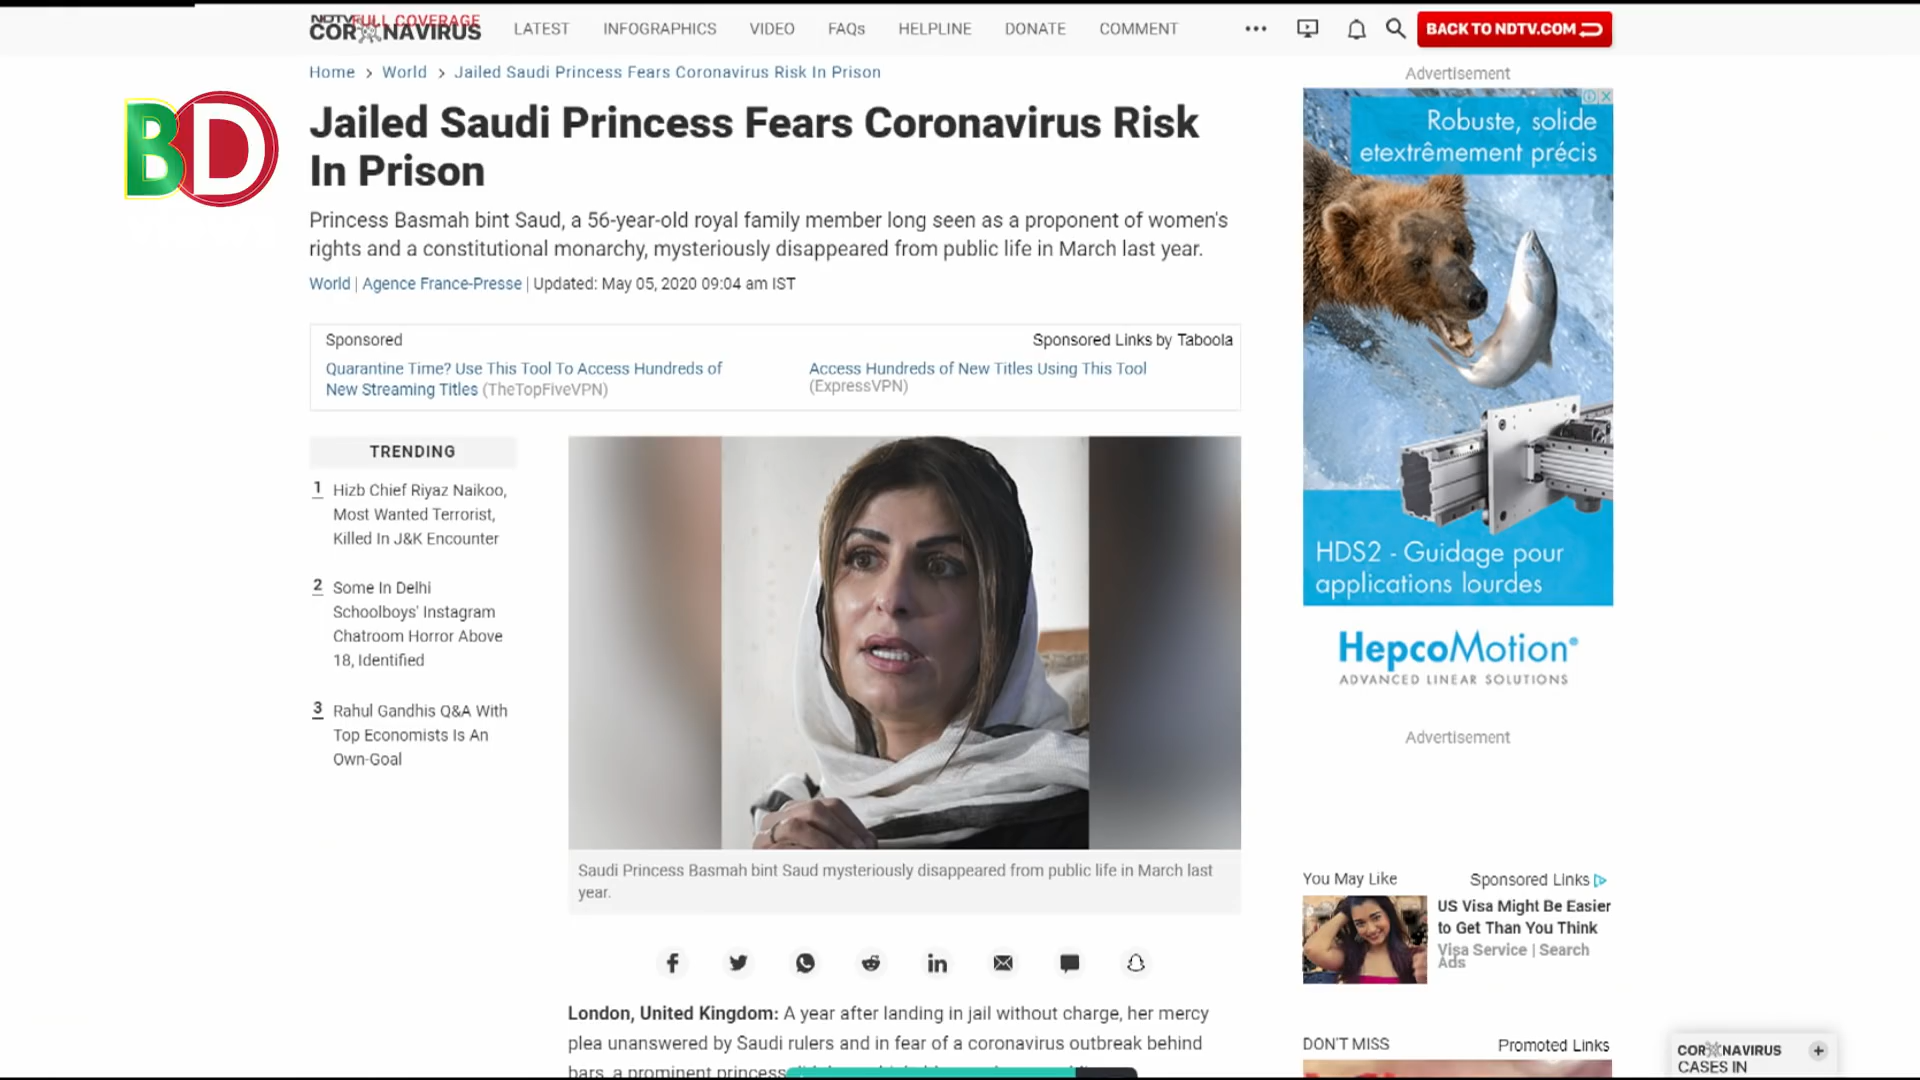 NDTV FULL COVERAGE
CORONAVIRUS
LATEST
INFOGRAPHICS
VIDEO
FAQs
HELPLINE
DONATE
COMMENT
BACK TO NDTV.COM
Home > World > Jailed Saudi Princess Fears Coronavirus Risk In Prison
BD
Jailed Saudi Princess Fears Coronavirus Risk
In Prison
Princess Basmah bint Saud, a 56-year-old royal family member long seen as a proponent of women's
rights and a constitutional monarchy, mysteriously disappeared from public life in March last year.
World | Agence France-Presse | Updated: May 05, 2020 09:04 am IST
Sponsored
Sponsored Links by Taboola
Quarantine Time? Use This Tool To Access Hundreds of
New Streaming Titles (TheTopFiveVPN)
Access Hundreds of New Titles Using This Tool
(ExpressVPN)
TRENDING
1 Hizb Chief Riyaz Naikoo,
Most Wanted Terrorist,
Killed In J&K Encounter
2 Some In Delhi
Schoolboys' Instagram
Chatroom Horror Above
18, Identified
3 Rahul Gandhis Q&A With
Top Economists Is An
Own-Goal
Saudi Princess Basmah bint Saud mysteriously disappeared from public life in March last
year.
London, United Kingdom: A year after landing in jail without charge, her mercy
plea unanswered by Saudi rulers and in fear of a coronavirus outbreak behind
bars, a prominent princess
Advertisement
Robuste, solide
etextrêmement précis
HDS2 - Guidage pour
applications lourdes
HepcoMotion®
ADVANCED LINEAR SOLUTIONS
Advertisement
You May Like
Sponsored Links
US Visa Might Be Easier
to Get Than You Think
Visa Service | Search
Ads
DON'T MISS
Promoted Links
CORONAVIRUS
CASES IN